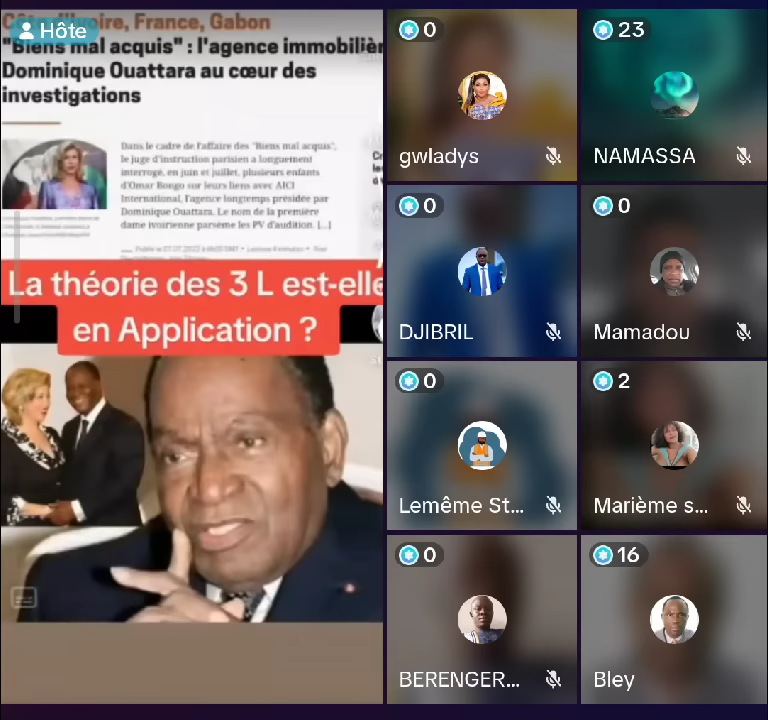 Côte d'Ivoire, France, Gabon
Hôte
"Biens mal acquis" : l'agence immobilièr
Dominique Ouattara au cœur des
investigations
Dans le cadre de l'affaire des "Biens mal acquis",
le juge d'instruction parisien a longuement
interrogé, en juin et juillet, plusieurs enfants
d'Omar Bongo sur leurs liens avec AICI
International, l'agence longtemps présidée par
Dominique Ouattara. Le nom de la première
dame ivoirienne parsème les PV d'audition. [...]
La théorie des 3 L est-elle
en Application ?
0
gwladys
23
NAMASSA
0
DJIBRIL
0
Mamadou
0
Lemême St...
2
Marième s...
0
BERENGER...
16
Bley